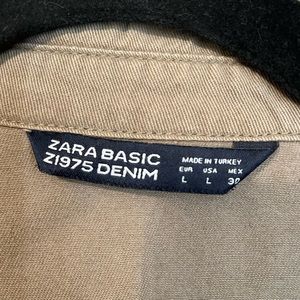 ZARA BASIC
Z1975 DENIM
MADE IN TURKEY
EUR USA MEX
L L 30